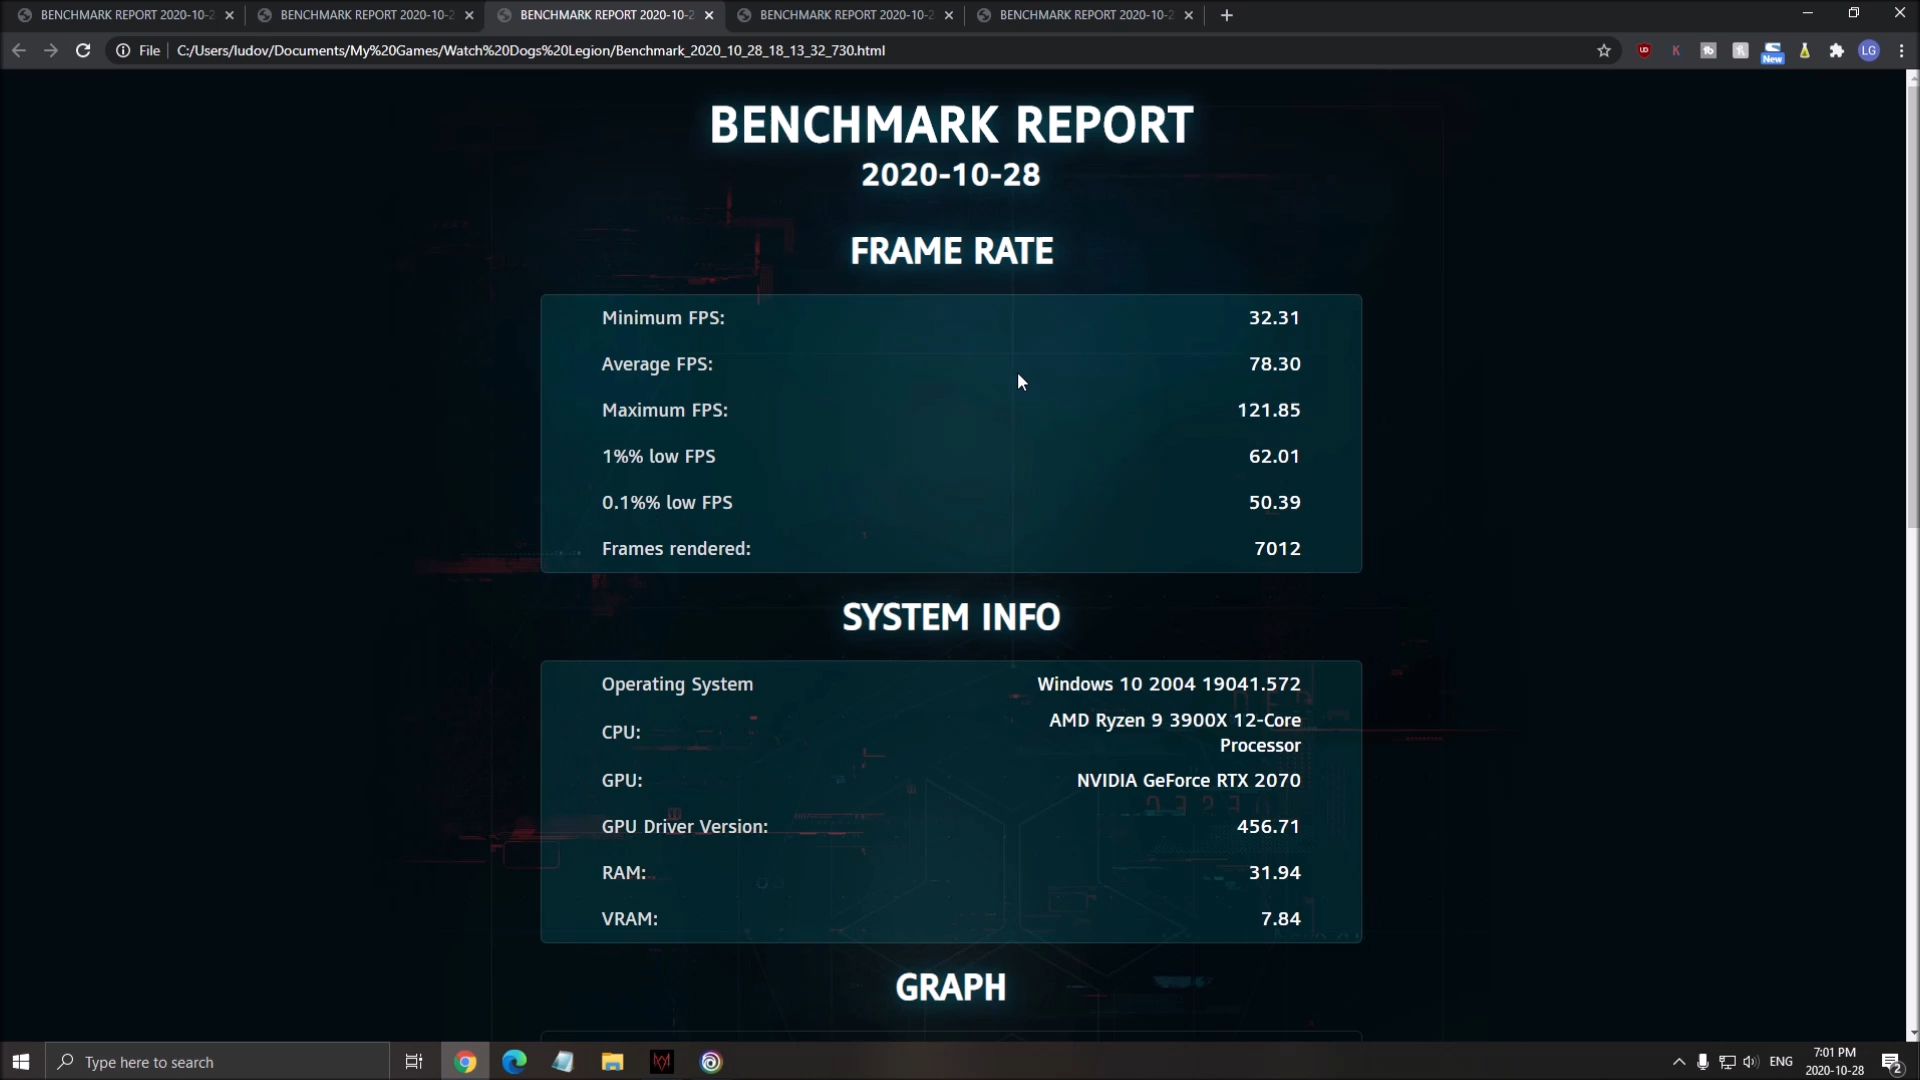 BENCHMARK REPORT 2020-10-2
BENCHMARK REPORT 2020-10-2
BENCHMARK REPORT 2020-10-2
BENCHMARK REPORT 2020-10-2
BENCHMARK REPORT 2020-10-2
File
C:/Users/ludov/Documents/My%20Games/Watch%20Dogs%20Legion/Benchmark_2020_10_28_18_13_32_730.html
UD
K
New
LG
BENCHMARK REPORT
2020-10-28
FRAME RATE
Minimum FPS: 32.31
Average FPS: 78.30
Maximum FPS: 121.85
1%% low FPS 62.01
0.1%% low FPS 50.39
Frames rendered: 7012
SYSTEM INFO
Operating System Windows 10 2004 19041.572
CPU: AMD Ryzen 9 3900X 12-Core
Processor
GPU: NVIDIA GeForce RTX 2070
GPU Driver Version: 456.71
RAM: 31.94
VRAM: 7.84
GRAPH
Type here to search
ENG
7:01 PM
2020-10-28
2